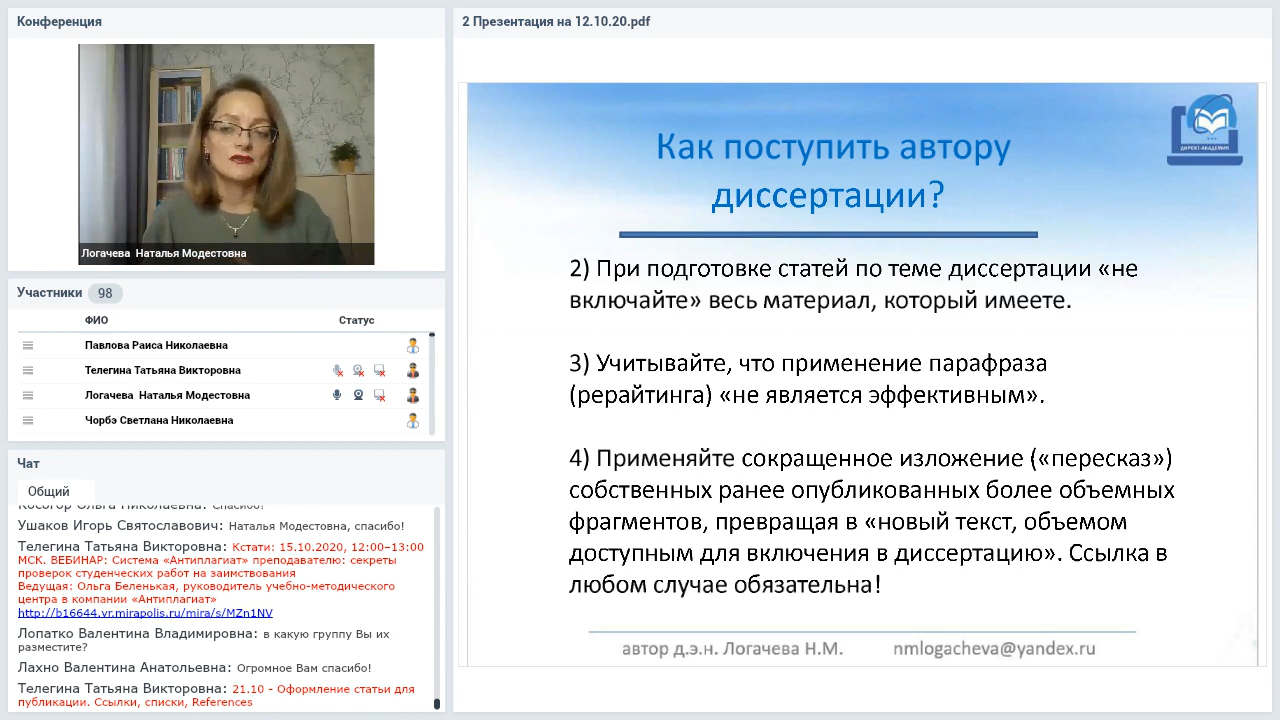 Конференция
Логачева  Наталья Модестовна
Участники 98
ФИО Статус
Павлова Раиса Николаевна
Телегина Татьяна Викторовна
Логачева  Наталья Модестовна
Чорбэ Светлана Николаевна
Чат
Общий
Косогор Ольга Николаевна: Спасибо!
Ушаков Игорь Святославович: Наталья Модестовна, спасибо!
Телегина Татьяна Викторовна: Кстати: 15.10.2020, 12:00–13:00
МСК. ВЕБИНАР: Система «Антиплагиат» преподавателю: секреты
проверок студенческих работ на заимствования
Ведущая: Ольга Беленькая, руководитель учебно-методического
центра в компании «Антиплагиат»
http://b16644.vr.mirapolis.ru/mira/s/MZn1NV
Лопатко Валентина Владимировна: в какую группу Вы их
разместите?
Лахно Валентина Анатольевна: Огромное Вам спасибо!
Телегина Татьяна Викторовна: 21.10 - Оформление статьи для
публикации. Ссылки, списки, References
2 Презентация на 12.10.20.pdf
ДИРЕКТ-АКАДЕМИЯ
Как поступить автору
диссертации?
2) При подготовке статей по теме диссертации «не
включайте» весь материал, который имеете.
3) Учитывайте, что применение парафраза
(рерайтинга) «не является эффективным».
4) Применяйте сокращенное изложение («пересказ»)
собственных ранее опубликованных более объемных
фрагментов, превращая в «новый текст, объемом
доступным для включения в диссертацию». Ссылка в
любом случае обязательна!
автор д.э.н. Логачева Н.М. nmlogacheva@yandex.ru